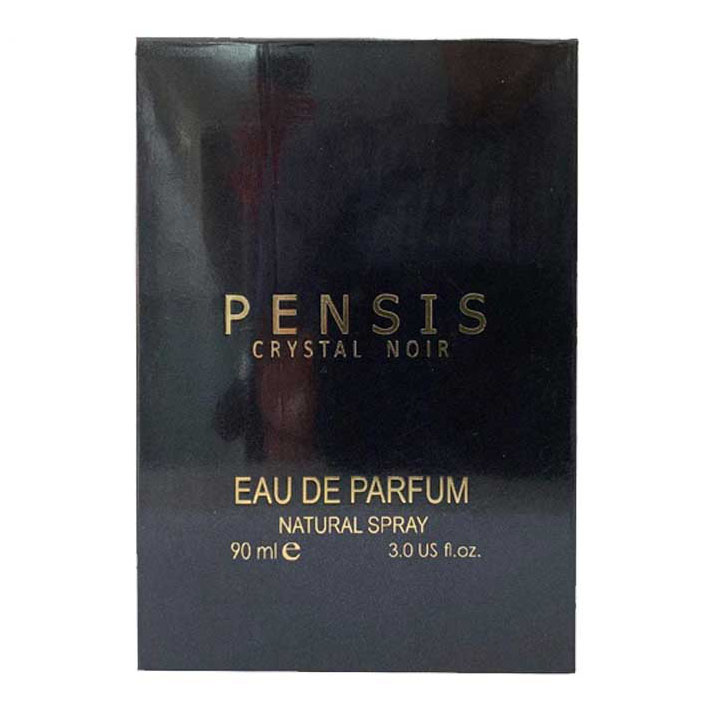 PENSIS
CRYSTAL NOIR
EAU DE PARFUM
NATURAL SPRAY
90 ml e 3.0 US fl.oz.